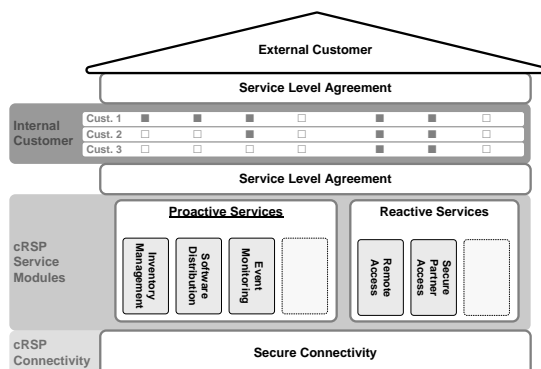 External Customer
Service Level Agreement
Internal
Customer
Cust. 1
Cust. 2
Cust. 3
Service Level Agreement
cRSP
Service
Modules
Proactive Services
Inventory
Management
Software
Distribution
Event
Monitoring
Reactive Services
Remote
Access
Secure
Partner
Access
cRSP
Connectivity
Secure Connectivity